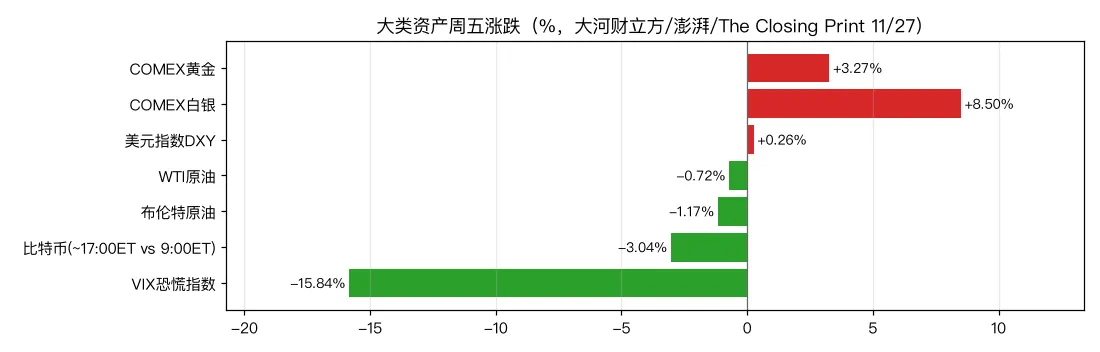 大类资产周五涨跌（%，大河财立方/澎湃/The Closing Print 11/27）
COMEX黄金 +3.27%
COMEX白银 +8.50%
美元指数DXY +0.26%
WTI原油 −0.72%
布伦特原油 −1.17%
比特币(~17:00ET vs 9:00ET) −3.04%
VIX恐慌指数 −15.84%
−20 −15 −10 −5 0 5 10